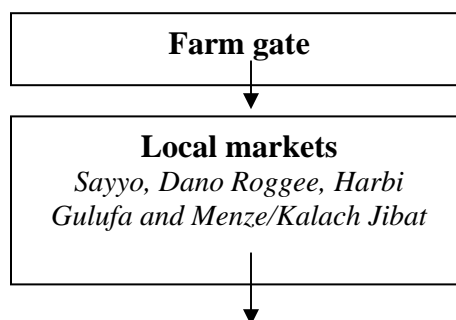 Farm gate
Local markets
Sayyo, Dano Roggee, Harbi
Gulufa and Menze/Kalach Jibat